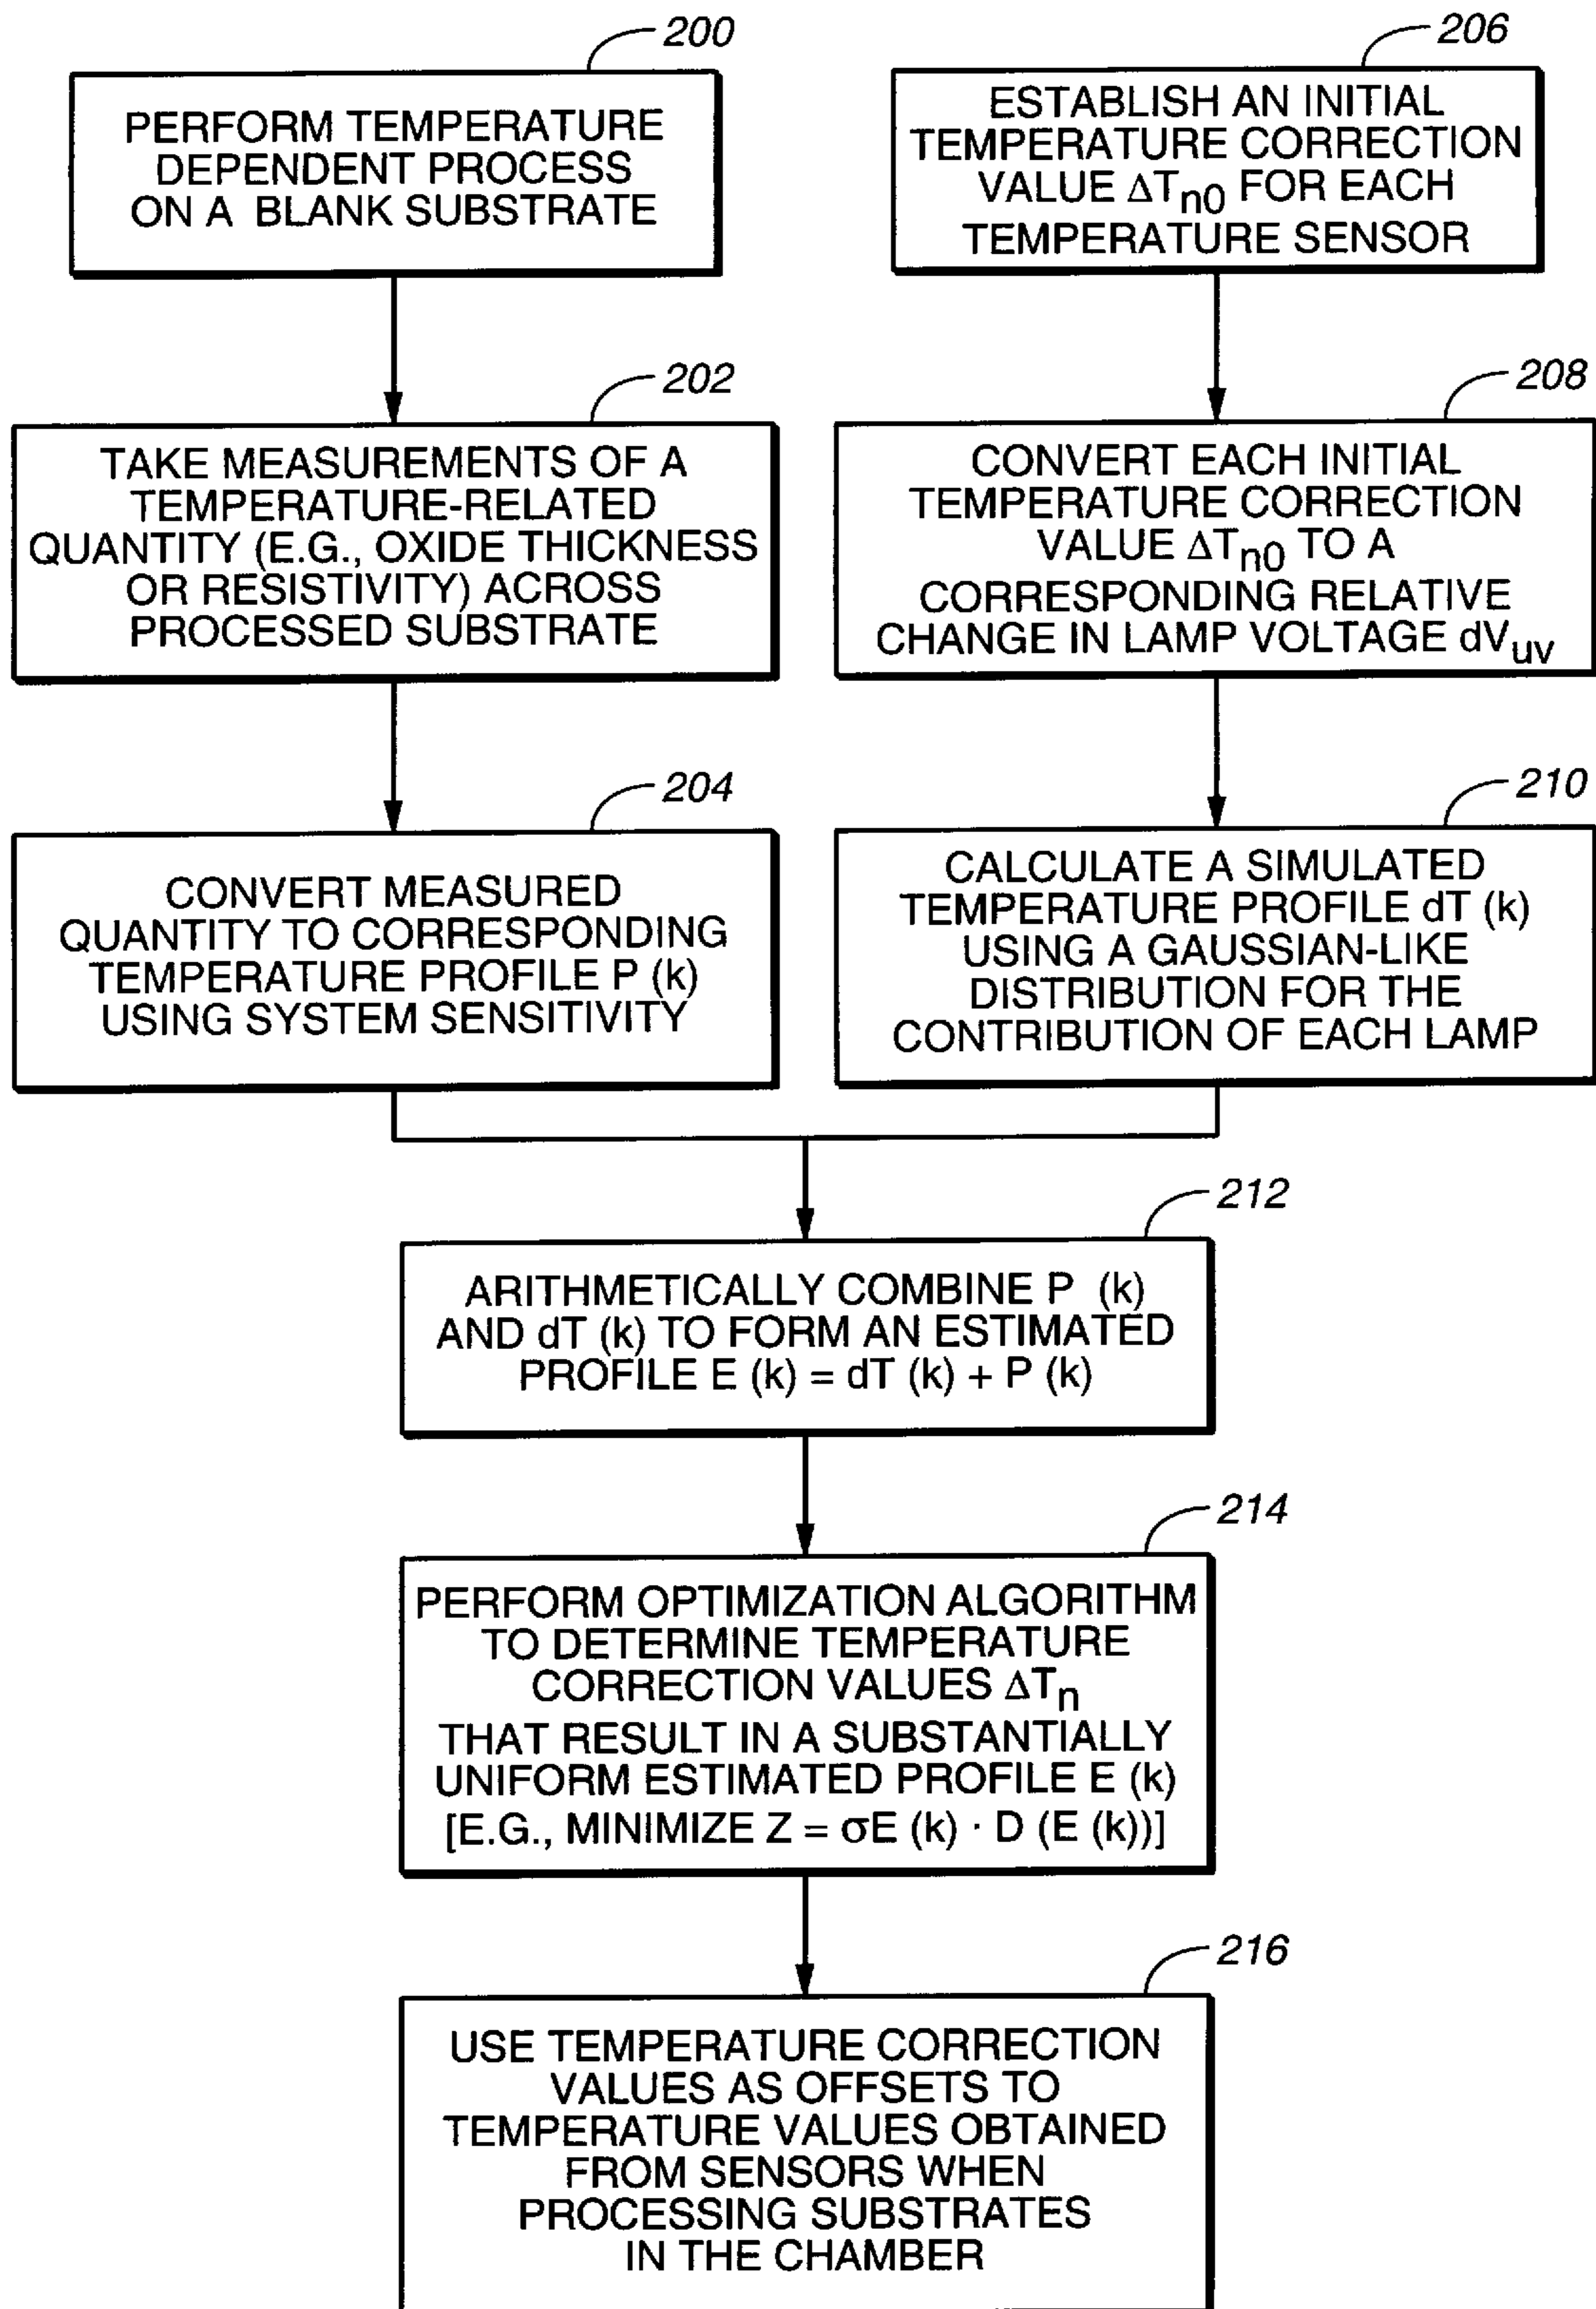 200
PERFORM TEMPERATURE
DEPENDENT PROCESS
ON A BLANK SUBSTRATE
202
TAKE MEASUREMENTS OF A
TEMPERATURE-RELATED
QUANTITY (E.G., OXIDE THICKNESS
OR RESISTIVITY) ACROSS
PROCESSED SUBSTRATE
204
CONVERT MEASURED
QUANTITY TO CORRESPONDING
TEMPERATURE PROFILE P (k)
USING SYSTEM SENSITIVITY
206
ESTABLISH AN INITIAL
TEMPERATURE CORRECTION
VALUE ΔTn0 FOR EACH
TEMPERATURE SENSOR
208
CONVERT EACH INITIAL
TEMPERATURE CORRECTION
VALUE ΔTn0 TO A
CORRESPONDING RELATIVE
CHANGE IN LAMP VOLTAGE dVuv
210
CALCULATE A SIMULATED
TEMPERATURE PROFILE dT (k)
USING A GAUSSIAN-LIKE
DISTRIBUTION FOR THE
CONTRIBUTION OF EACH LAMP
212
ARITHMETICALLY COMBINE P (k)
AND dT (k) TO FORM AN ESTIMATED
PROFILE E (k) = dT (k) + P (k)
214
PERFORM OPTIMIZATION ALGORITHM
TO DETERMINE TEMPERATURE
CORRECTION VALUES ΔTn
THAT RESULT IN A SUBSTANTIALLY
UNIFORM ESTIMATED PROFILE E (k)
[E.G., MINIMIZE Z = σE (k) · D (E (k))]
216
USE TEMPERATURE CORRECTION
VALUES AS OFFSETS TO
TEMPERATURE VALUES OBTAINED
FROM SENSORS WHEN
PROCESSING SUBSTRATES
IN THE CHAMBER